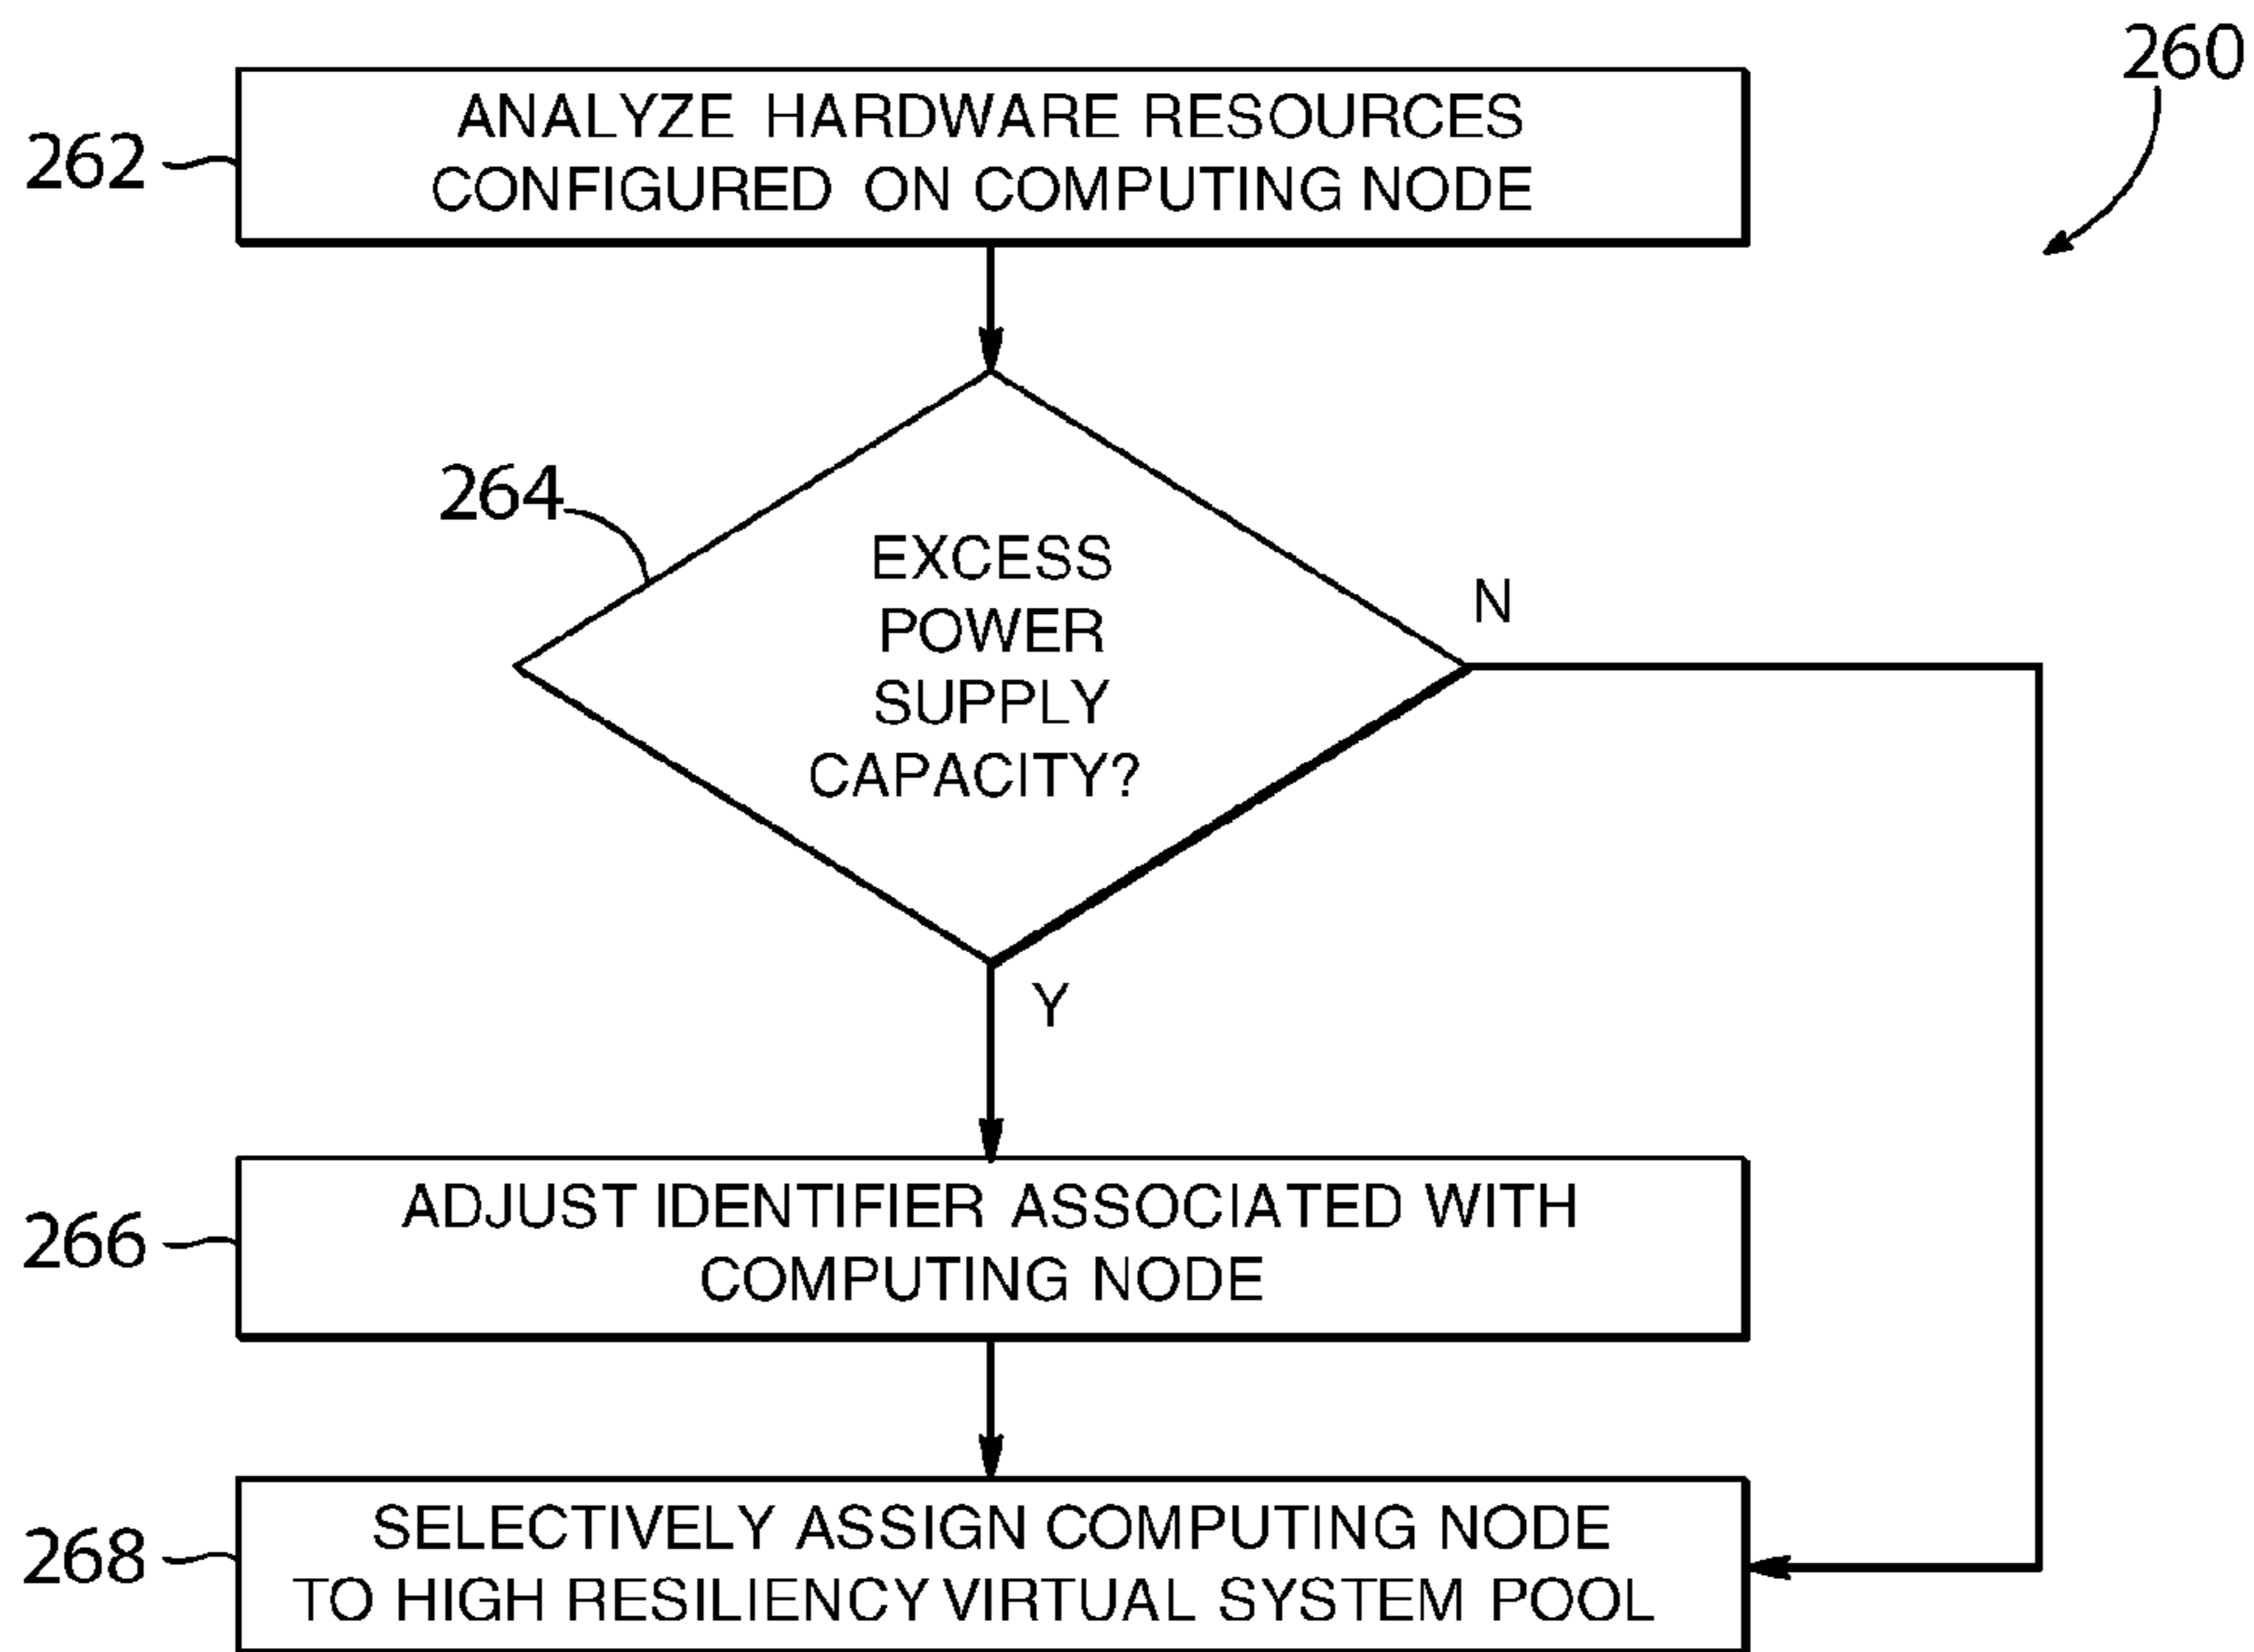 260
262
ANALYZE HARDWARE RESOURCES
CONFIGURED ON COMPUTING NODE
264
EXCESS
POWER
SUPPLY
CAPACITY?
N
Y
266
ADJUST IDENTIFIER ASSOCIATED WITH
COMPUTING NODE
268
SELECTIVELY ASSIGN COMPUTING NODE
TO HIGH RESILIENCY VIRTUAL SYSTEM POOL